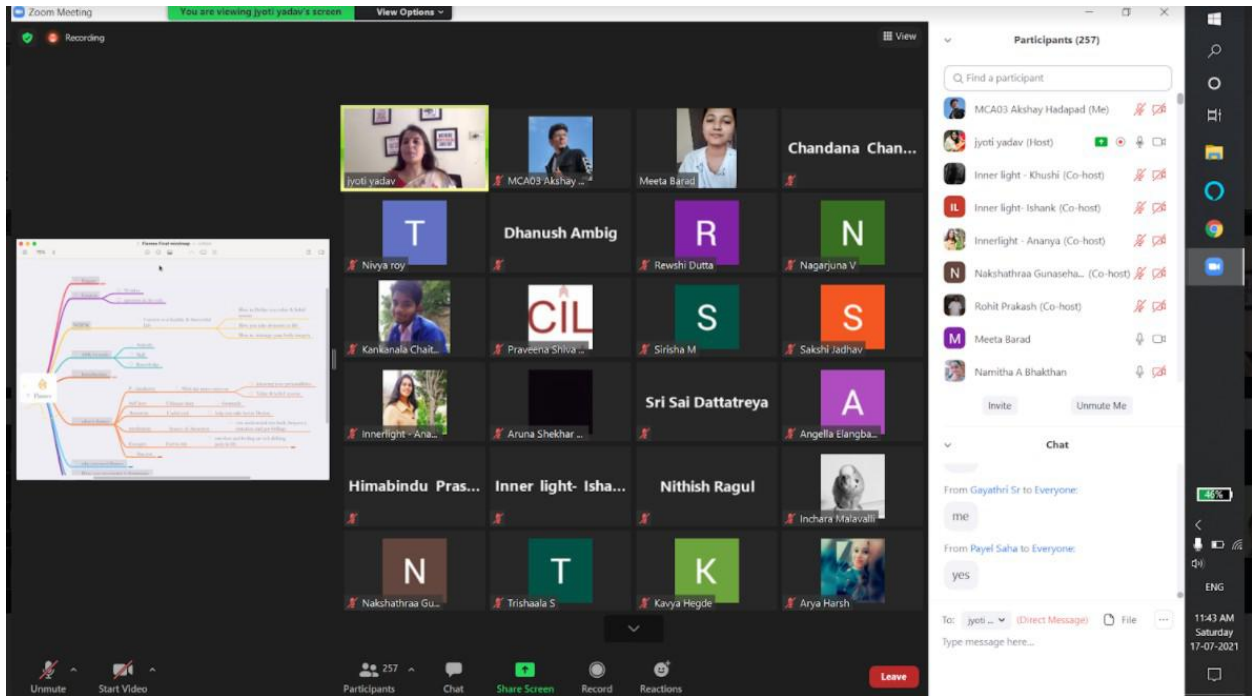 Zoom Meeting
You are viewing jyoti yadav's screen
View Options
Recording
View
jyoti yadav
MCA03 Akshay ...
Meeta Barad
Chandana Chan...
T
Nivya roy
Dhanush Ambig
R
Rewshi Dutta
N
Nagarjuna V
Kankanala Chait...
CIL
Praveena Shiva ...
S
Sirisha M
S
Sakshi Jadhav
Innerlight - Ana...
Aruna Shekhar ...
Sri Sai Dattatreya
A
Angella Elangba...
Himabindu Pras...
Inner light- Isha...
Nithish Ragul
Inchara Malavalli
N
Nakshathraa Gu...
T
Trishaala S
K
Kavya Hegde
Arya Harsh
Unmute
Start Video
257
Participants
Chat
Share Screen
Record
Reactions
Leave
Participants (257)
Find a participant
MCA03 Akshay Hadapad (Me)
jyoti yadav (Host)
Inner light - Khushi (Co-host)
IL
Inner light- Ishank (Co-host)
Innerlight - Ananya (Co-host)
N
Nakshathraa Gunaseha... (Co-host)
Rohit Prakash (Co-host)
M
Meeta Barad
Namitha A Bhakthan
Invite
Unmute Me
Chat
From Gayathri Sr to Everyone:
me
From Payel Saha to Everyone:
yes
To: jyoti ... (Direct Message)
File
...
Type message here...
46%
ENG
11:43 AM
Saturday
17-07-2021